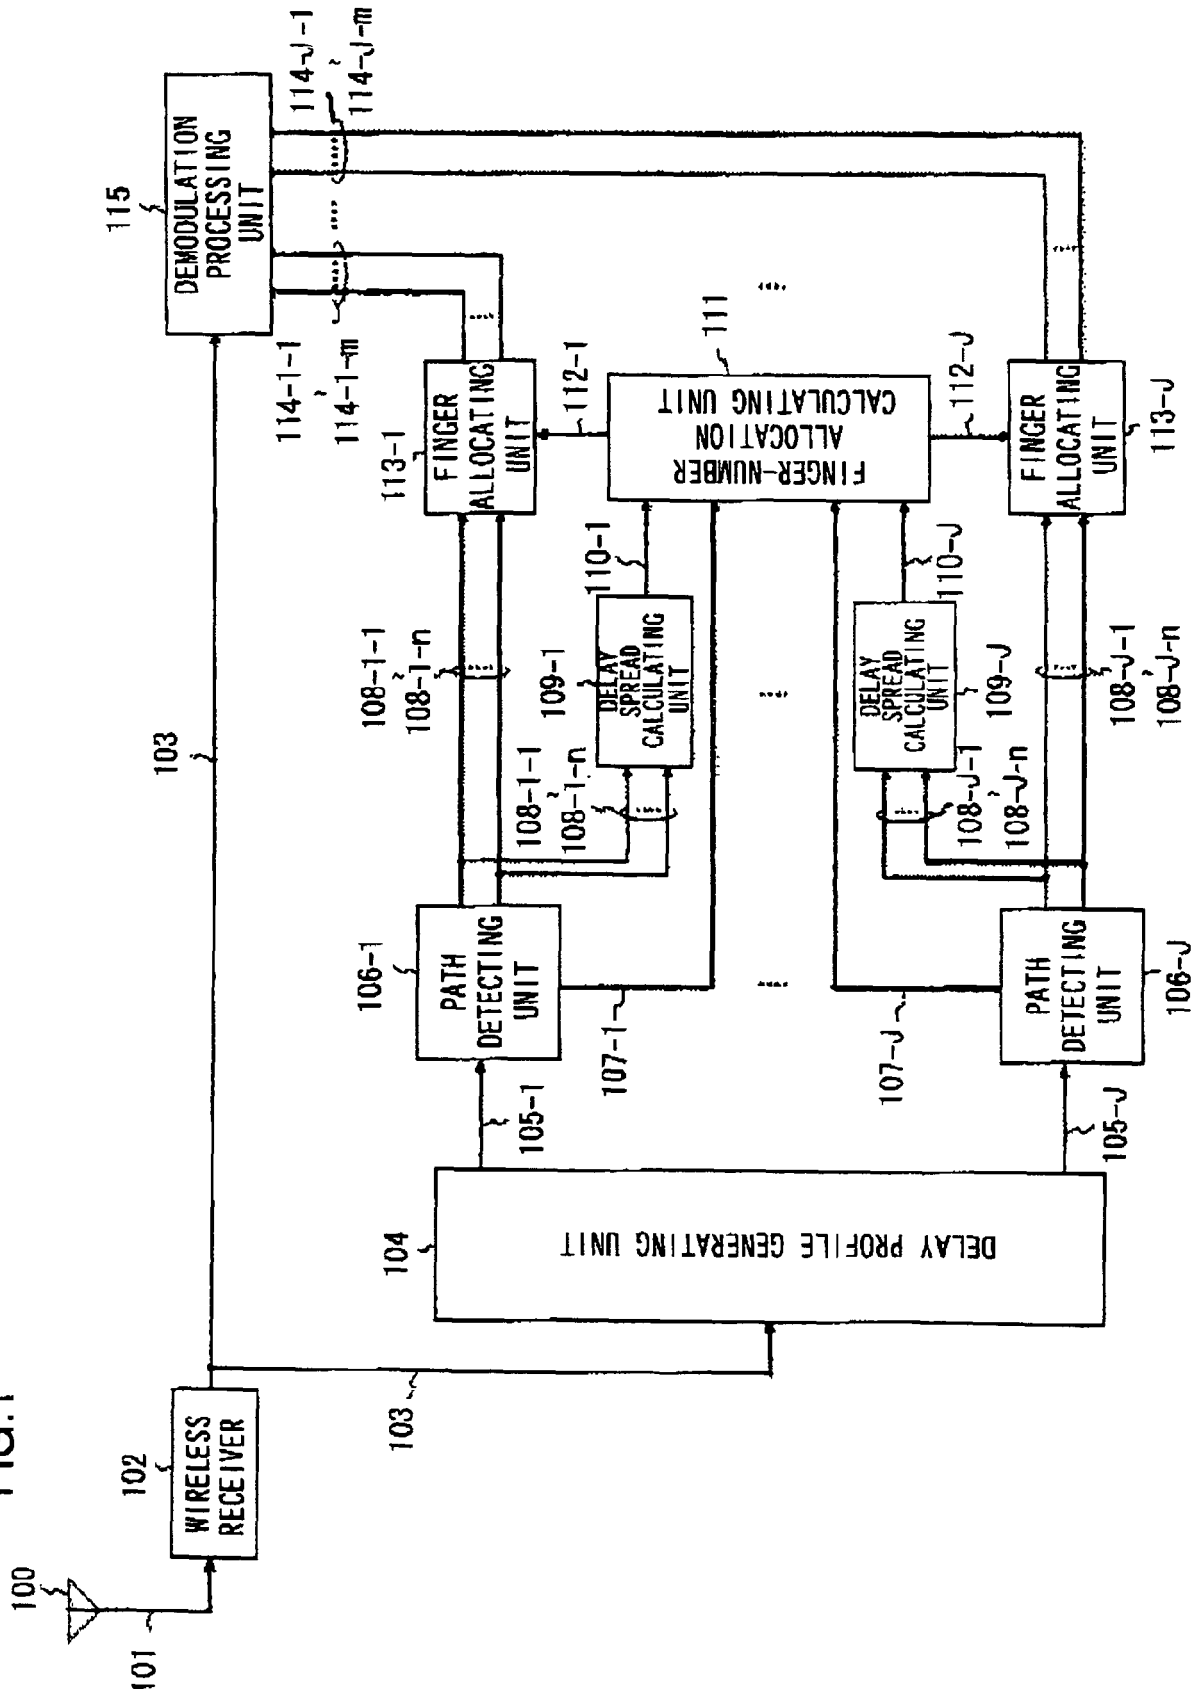 FIG.1
100
101
102
WIRELESS
RECEIVER
103
103
104
DELAY PROFILE GENERATING UNIT
105-1
105-J
106-1
PATH
DETECTING
UNIT
107-1
107-J
PATH
DETECTING
UNIT
106-J
108-1-1
~
108-1-n
108-1-1
~
108-1-n
109-1
DELAY
SPREAD
CALCULATING
UNIT
110-1
DELAY
SPREAD
CALCULATING
UNIT
109-J
110-J
108-J-1
~
108-J-n
108-J-1
~
108-J-n
111
FINGER-NUMBER
ALLOCATION
CALCULATING UNIT
112-1
112-J
113-1
FINGER
ALLOCATING
UNIT
FINGER
ALLOCATING
UNIT
113-J
114-1-1
~
114-1-m
114-J-1
~
114-J-m
115
DEMODULATION
PROCESSING
UNIT